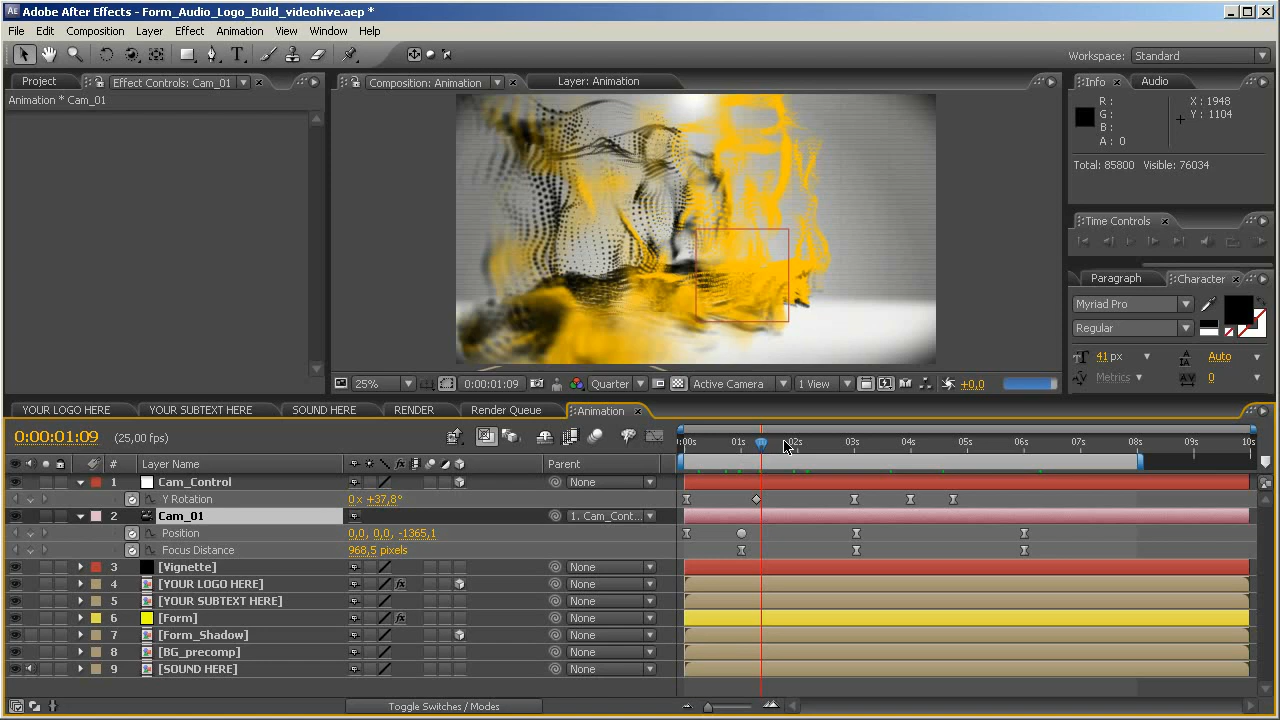 Adobe After Effects - Form_Audio_Logo_Build_videohive.aep *
File Edit Composition Layer Effect Animation View Window Help
Workspace: Standard
Project Effect Controls: Cam_01
Composition: Animation Layer: Animation
Info Audio
Animation * Cam_01
R : X : 1948
G : Y : 1104
B :
A : 0
Total: 85800 Visible: 76034
Time Controls
Paragraph Character
Myriad Pro
Regular
41 px Auto
Metrics 0
25% 0:00:01:09 Quarter Active Camera 1 View +0,0
YOUR LOGO HERE YOUR SUBTEXT HERE SOUND HERE RENDER Render Queue Animation
0:00:01:09 (25,00 fps)
:00s 01s 02s 03s 04s 05s 06s 07s 8s 09s 10s
# Layer Name Parent
1 Cam_Control None
Y Rotation 0x +37,8°
2 Cam_01 1. Cam_Cont...
Position 0,0, 0,0, -1365,1
Focus Distance 968,5 pixels
3 [Vignette] None
4 [YOUR LOGO HERE] None
5 [YOUR SUBTEXT HERE] None
6 [Form] None
7 [Form_Shadow] None
8 [BG_precomp] None
9 [SOUND HERE] None
Toggle Switches / Modes